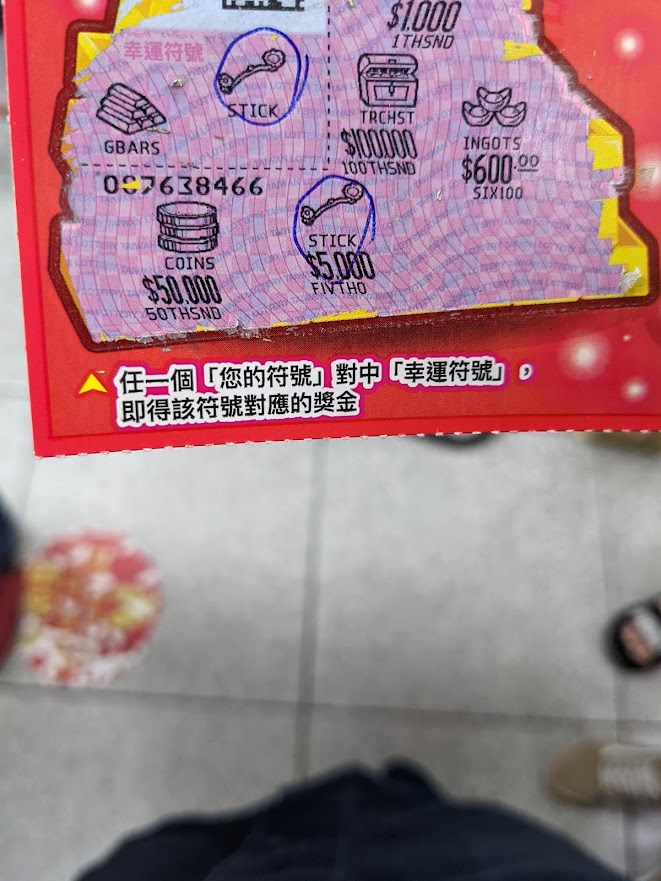 $1,000
1THSND
幸運符號
STICK
GBARS
TRCHST
$100,000
100THSND
INGOTS
$600.00
SIX100
087638466
COINS
$50,000
50THSND
STICK
$5,000
FIVTHO
任一個「您的符號」對中「幸運符號」,
即得該符號對應的獎金